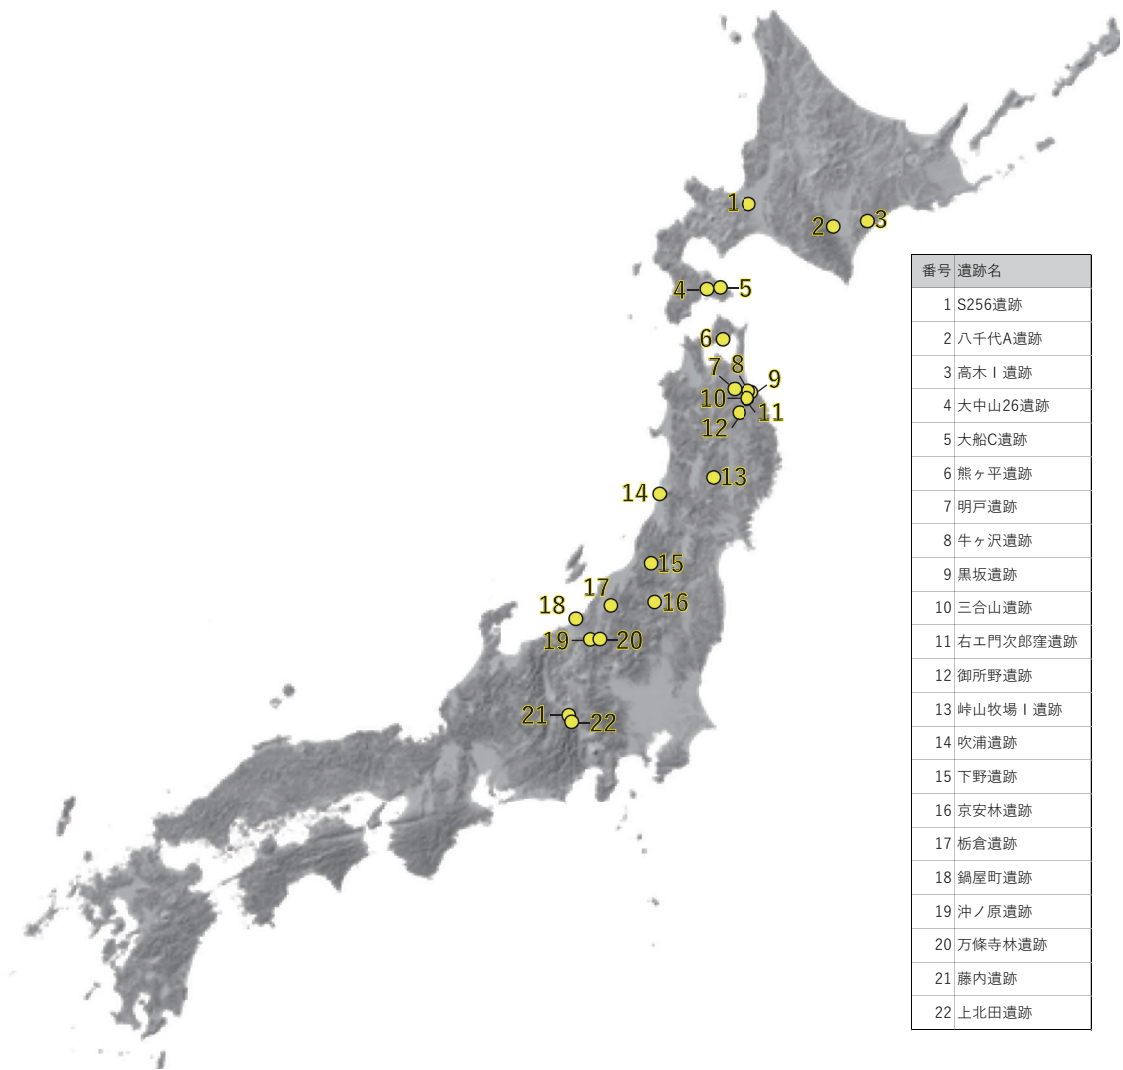 1
2
3
4
5
6
7
8
9
10
11
12
13
14
15
16
17
18
19
20
21
22
番号 遺跡名
1 S256遺跡
2 八千代A遺跡
3 高木Ⅰ遺跡
4 大中山26遺跡
5 大船C遺跡
6 熊ヶ平遺跡
7 明戸遺跡
8 牛ヶ沢遺跡
9 黒坂遺跡
10 三合山遺跡
11 右エ門次郎窪遺跡
12 御所野遺跡
13 峠山牧場Ⅰ遺跡
14 吹浦遺跡
15 下野遺跡
16 京安林遺跡
17 栃倉遺跡
18 鍋屋町遺跡
19 沖ノ原遺跡
20 万條寺林遺跡
21 藤内遺跡
22 上北田遺跡